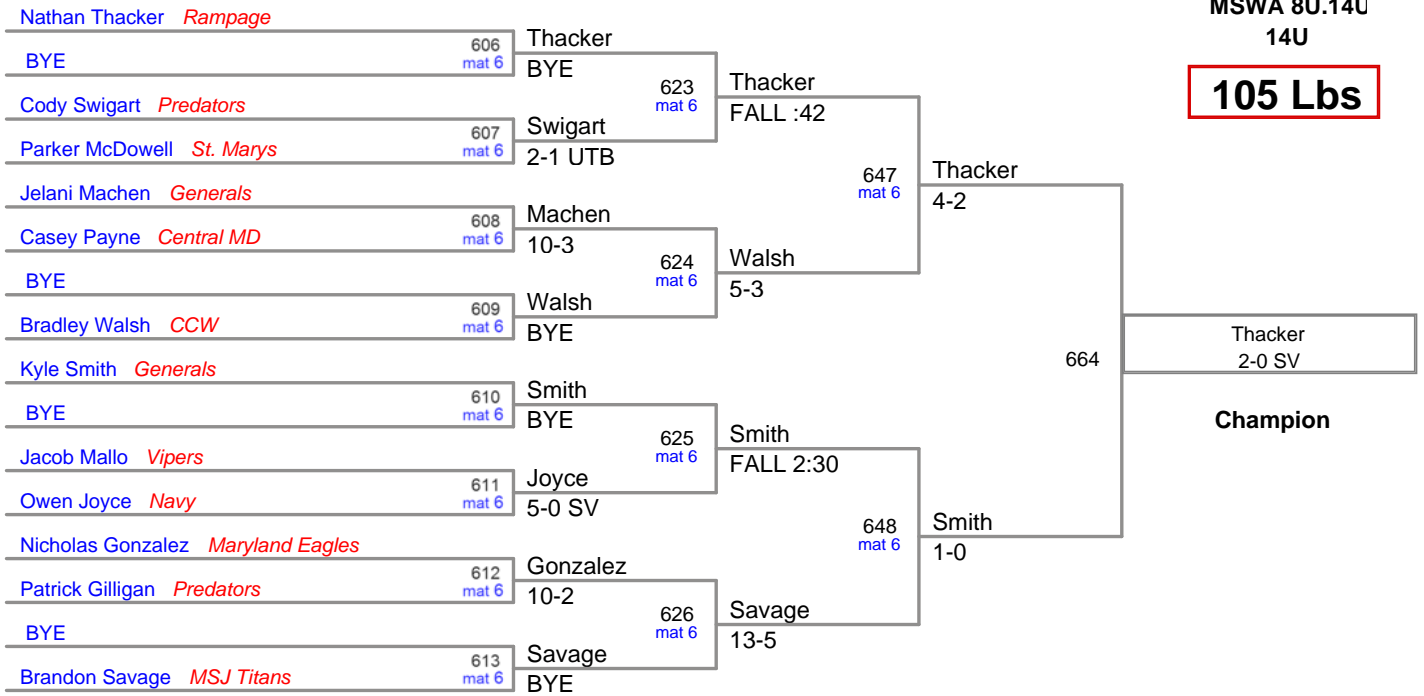 MSWA 8U.14U
14U
105 Lbs
Nathan Thacker Rampage
BYE
606
mat 6
Thacker
BYE
Cody Swigart Predators
Parker McDowell St. Marys
607
mat 6
Swigart
2-1 UTB
623
mat 6
Thacker
FALL :42
Jelani Machen Generals
Casey Payne Central MD
608
mat 6
Machen
10-3
BYE
Bradley Walsh CCW
609
mat 6
Walsh
BYE
624
mat 6
Walsh
5-3
647
mat 6
Thacker
4-2
Kyle Smith Generals
BYE
610
mat 6
Smith
BYE
Jacob Mallo Vipers
Owen Joyce Navy
611
mat 6
Joyce
5-0 SV
625
mat 6
Smith
FALL 2:30
Nicholas Gonzalez Maryland Eagles
Patrick Gilligan Predators
612
mat 6
Gonzalez
10-2
BYE
Brandon Savage MSJ Titans
613
mat 6
Savage
BYE
626
mat 6
Savage
13-5
648
mat 6
Smith
1-0
664
Thacker
2-0 SV
Champion